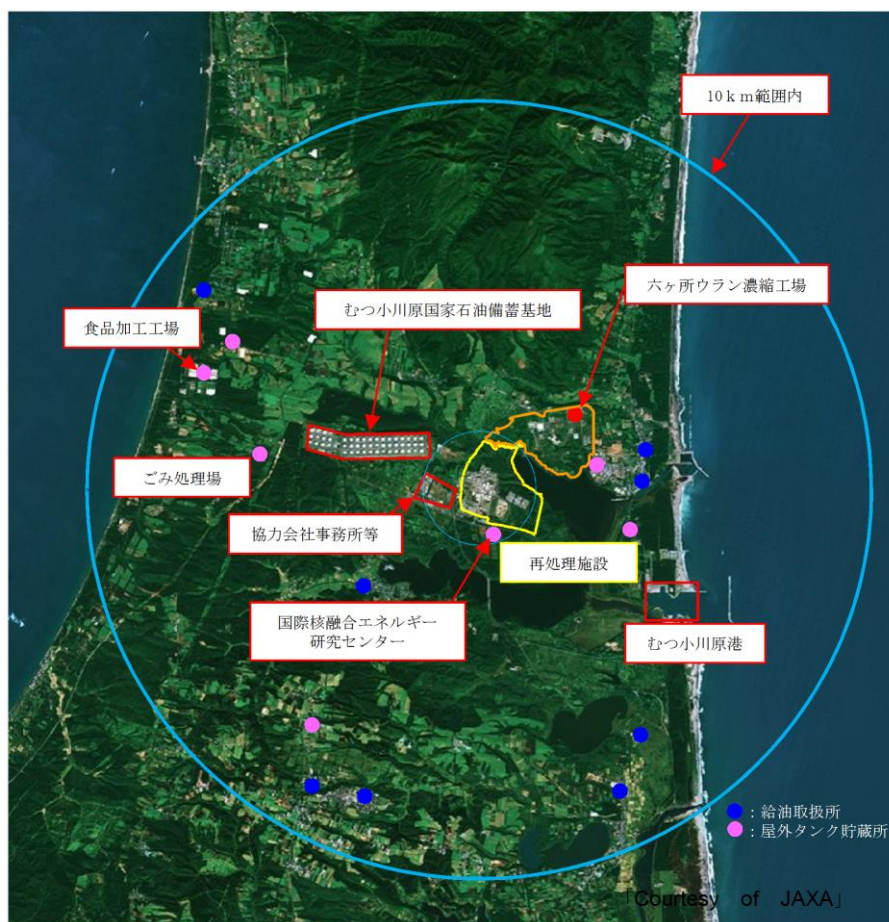 10ｋｍ範囲内
六ヶ所ウラン濃縮工場
むつ小川原国家石油備蓄基地
食品加工工場
ごみ処理場
協力会社事務所等
再処理施設
国際核融合エネルギー
研究センター
むつ小川原港
：給油取扱所
：屋外タンク貯蔵所
「Courtesy of JAXA」